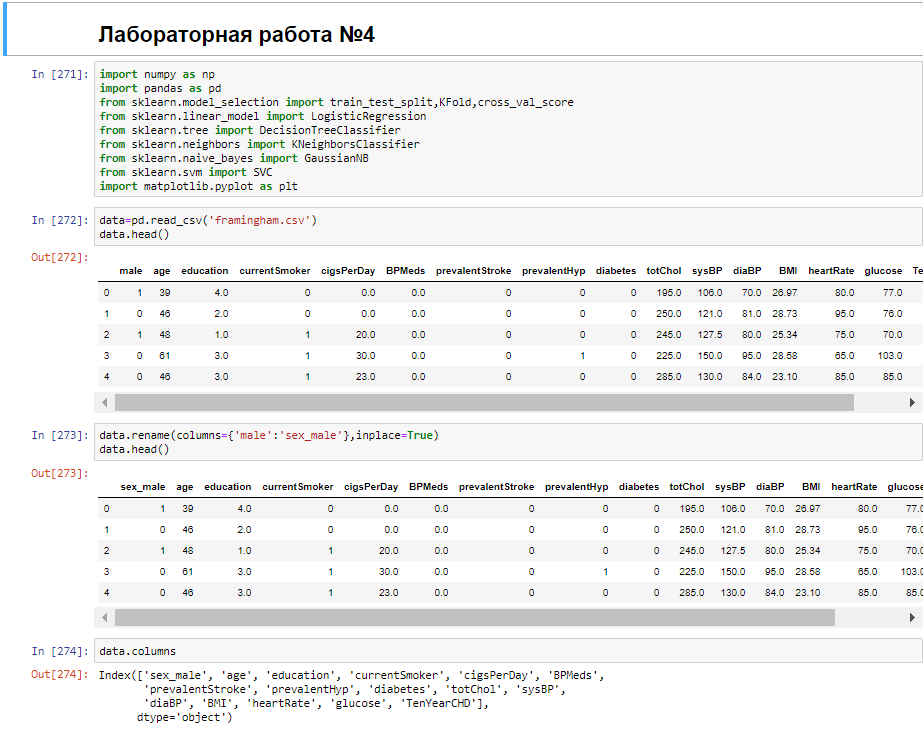 Лабораторная работа №4
In [271]: import numpy as np
import pandas as pd
from sklearn.model_selection import train_test_split,KFold,cross_val_score
from sklearn.linear_model import LogisticRegression
from sklearn.tree import DecisionTreeClassifier
from sklearn.neighbors import KNeighborsClassifier
from sklearn.naive_bayes import GaussianNB
from sklearn.svm import SVC
import matplotlib.pyplot as plt
In [272]: data=pd.read_csv('framingham.csv')
data.head()
Out[272]:
male age education currentSmoker cigsPerDay BPMeds prevalentStroke prevalentHyp diabetes totChol sysBP diaBP BMI heartRate glucose Te
0 1 39 4.0 0 0.0 0.0 0 0 0 195.0 106.0 70.0 26.97 80.0 77.0
1 0 46 2.0 0 0.0 0.0 0 0 0 250.0 121.0 81.0 28.73 95.0 76.0
2 1 48 1.0 1 20.0 0.0 0 0 0 245.0 127.5 80.0 25.34 75.0 70.0
3 0 61 3.0 1 30.0 0.0 0 1 0 225.0 150.0 95.0 28.58 65.0 103.0
4 0 46 3.0 1 23.0 0.0 0 0 0 285.0 130.0 84.0 23.10 85.0 85.0
In [273]: data.rename(columns={'male':'sex_male'},inplace=True)
data.head()
Out[273]:
sex_male age education currentSmoker cigsPerDay BPMeds prevalentStroke prevalentHyp diabetes totChol sysBP diaBP BMI heartRate glucose
0 1 39 4.0 0 0.0 0.0 0 0 0 195.0 106.0 70.0 26.97 80.0 77.0
1 0 46 2.0 0 0.0 0.0 0 0 0 250.0 121.0 81.0 28.73 95.0 76.0
2 1 48 1.0 1 20.0 0.0 0 0 0 245.0 127.5 80.0 25.34 75.0 70.0
3 0 61 3.0 1 30.0 0.0 0 1 0 225.0 150.0 95.0 28.58 65.0 103.0
4 0 46 3.0 1 23.0 0.0 0 0 0 285.0 130.0 84.0 23.10 85.0 85.0
In [274]: data.columns
Out[274]: Index(['sex_male', 'age', 'education', 'currentSmoker', 'cigsPerDay', 'BPMeds',
'prevalentStroke', 'prevalentHyp', 'diabetes', 'totChol', 'sysBP',
'diaBP', 'BMI', 'heartRate', 'glucose', 'TenYearCHD'],
dtype='object')